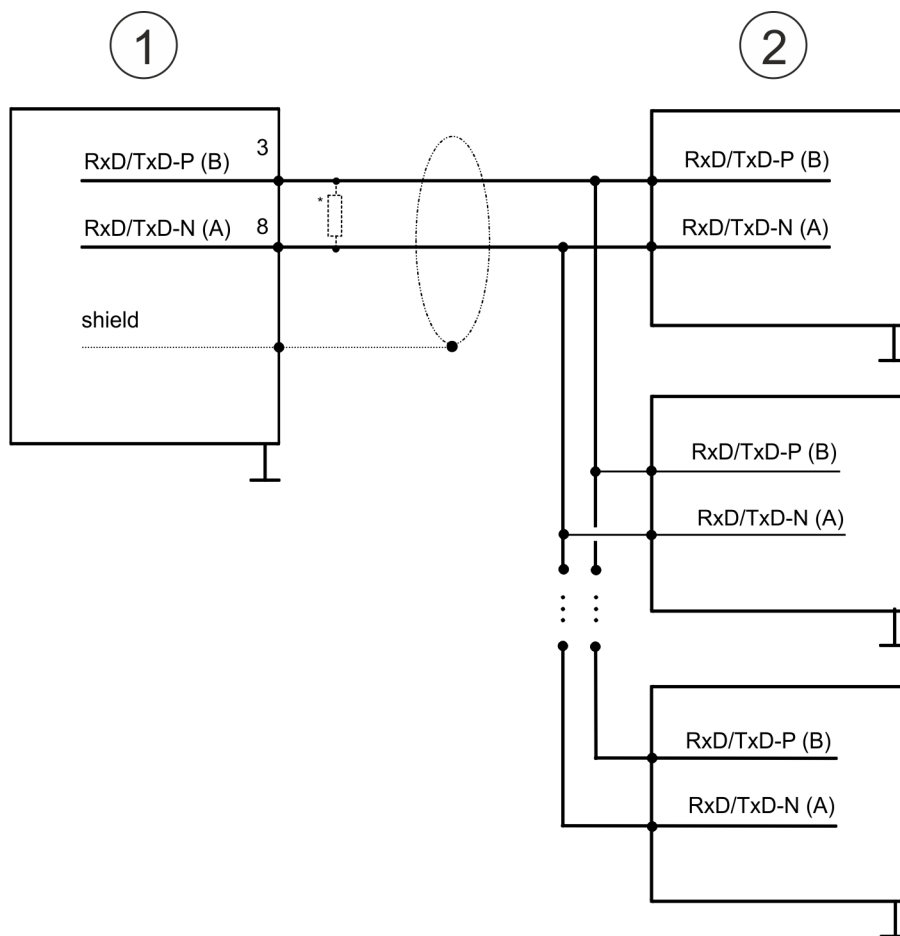 1
2
RxD/TxD-P (B)
3
RxD/TxD-N (A)
8
*
shield
RxD/TxD-P (B)
RxD/TxD-N (A)
RxD/TxD-P (B)
RxD/TxD-N (A)
RxD/TxD-P (B)
RxD/TxD-N (A)